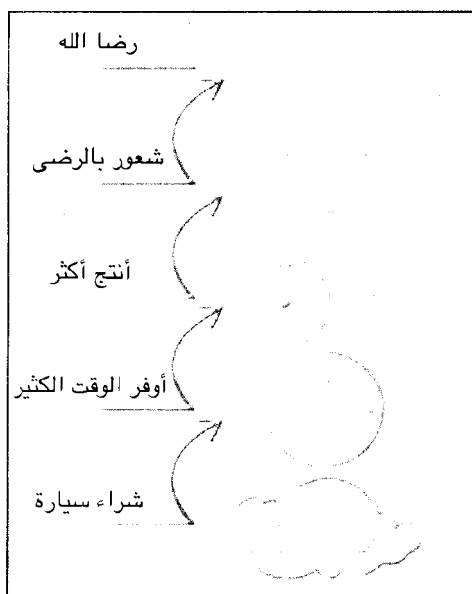 رضا الله
شعور بالرضى
أنتج أكثر
أوفر الوقت الكثير
شراء سيارة